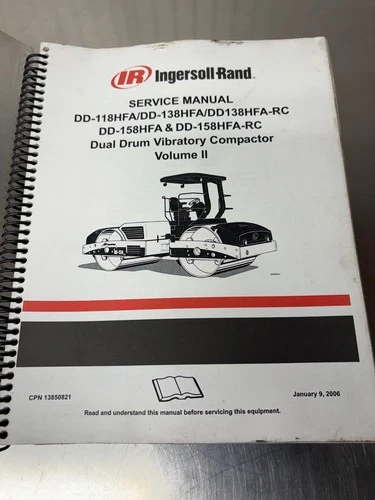 IR Ingersoll-Rand
SERVICE MANUAL
DD-118HFA/DD-138HFA/DD138HFA-RC
DD-158HFA & DD-158HFA-RC
Dual Drum Vibratory Compactor
Volume II
CPN 13850821
January 9, 2006
Read and understand this manual before servicing this equipment.